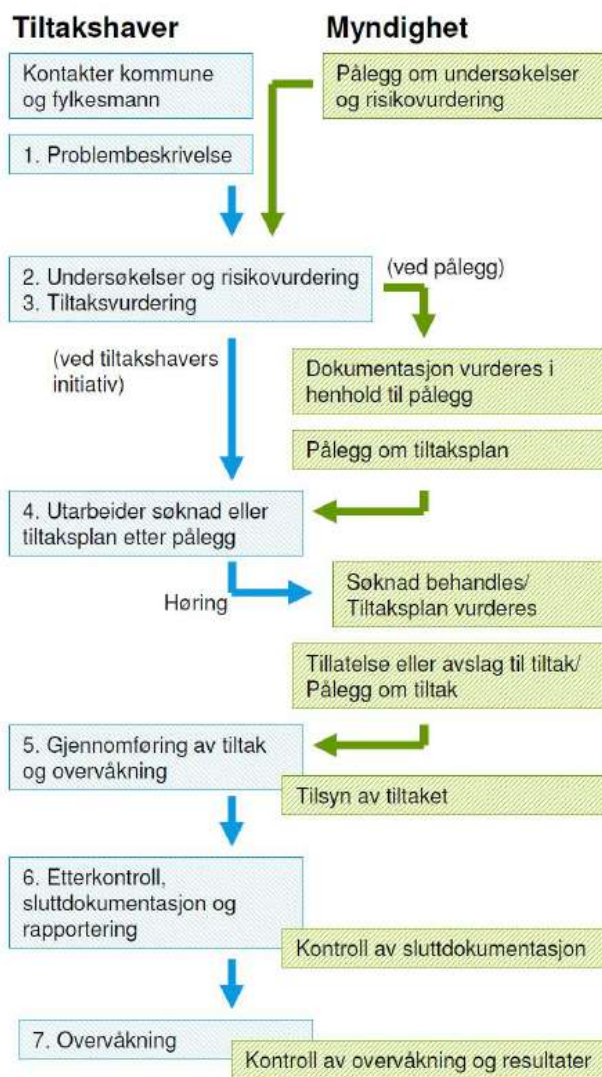 Tiltakshaver
Myndighet
Kontakter kommune
og fylkesmann
Pålegg om undersøkelser
og risikovurdering
1. Problembeskrivelse
2. Undersøkelser og risikovurdering
3. Tiltaksvurdering
(ved pålegg)
(ved tiltakshavers
initiativ)
Dokumentasjon vurderes i
henhold til pålegg
Pålegg om tiltaksplan
4. Utarbeider søknad eller
tiltaksplan etter pålegg
Høring
Søknad behandles/
Tiltaksplan vurderes
Tillatelse eller avslag til tiltak/
Pålegg om tiltak
5. Gjennomføring av tiltak
og overvåkning
Tilsyn av tiltaket
6. Etterkontroll,
sluttdokumentasjon og
rapportering
Kontroll av sluttdokumentasjon
7. Overvåkning
Kontroll av overvåkning og resultater